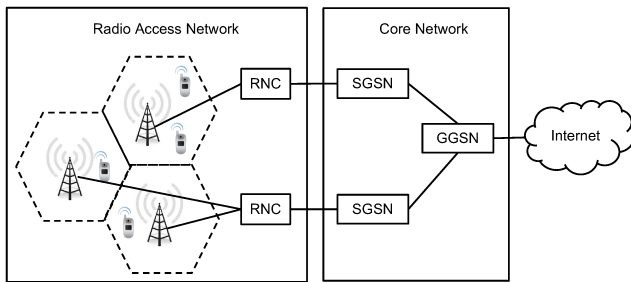 Radio Access Network
Core Network
RNC
SGSN
GGSN
Internet
RNC
SGSN